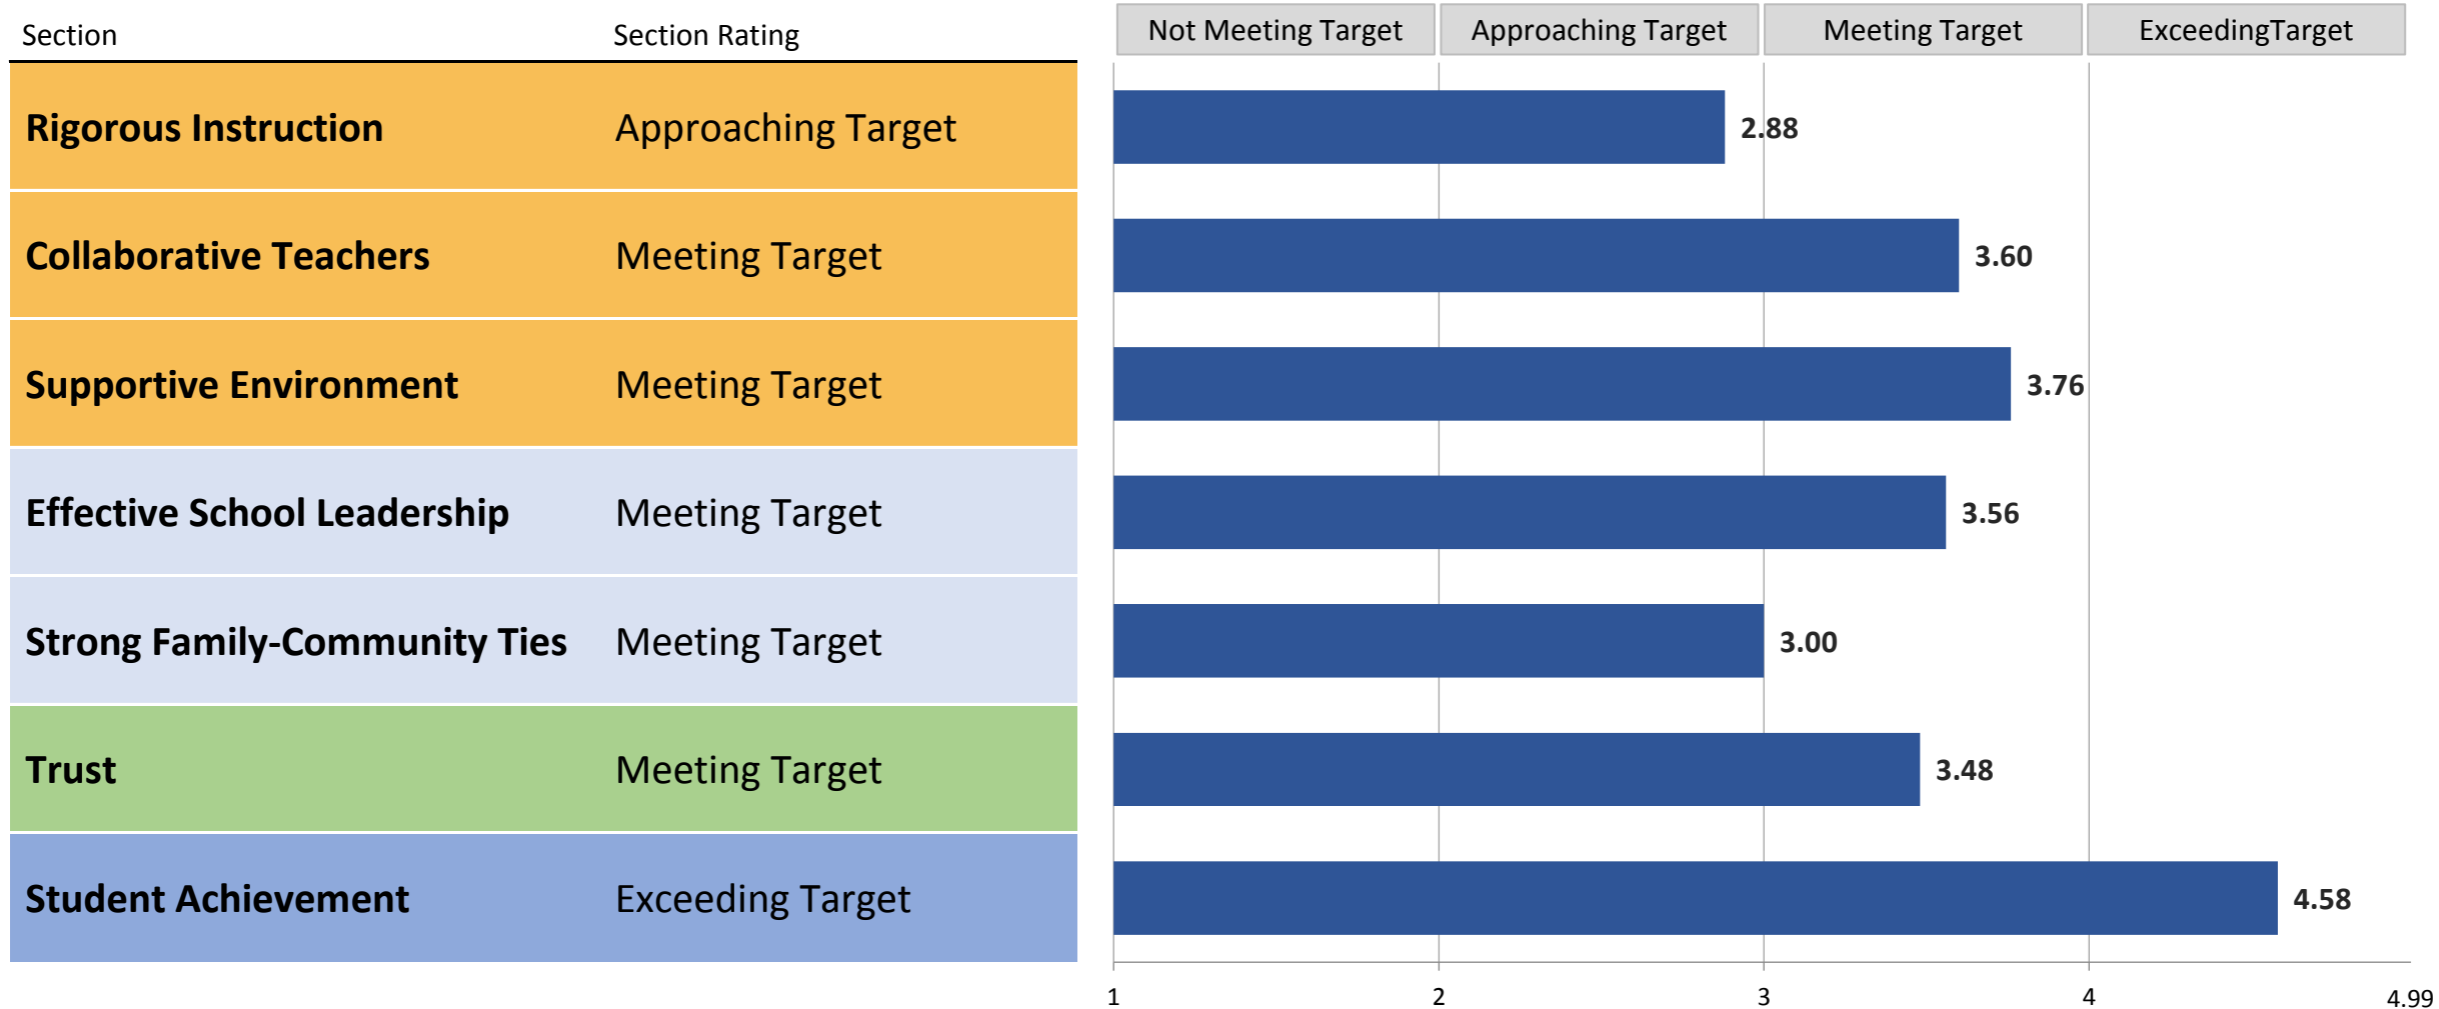 Section Section Rating Not Meeting Target Approaching Target Meeting Target ExceedingTarget
Rigorous Instruction Approaching Target 2.88
Collaborative Teachers Meeting Target 3.60
Supportive Environment Meeting Target 3.76
Effective School Leadership Meeting Target 3.56
Strong Family-Community Ties Meeting Target 3.00
Trust Meeting Target 3.48
Student Achievement Exceeding Target 4.58
1 2 3 4 4.99